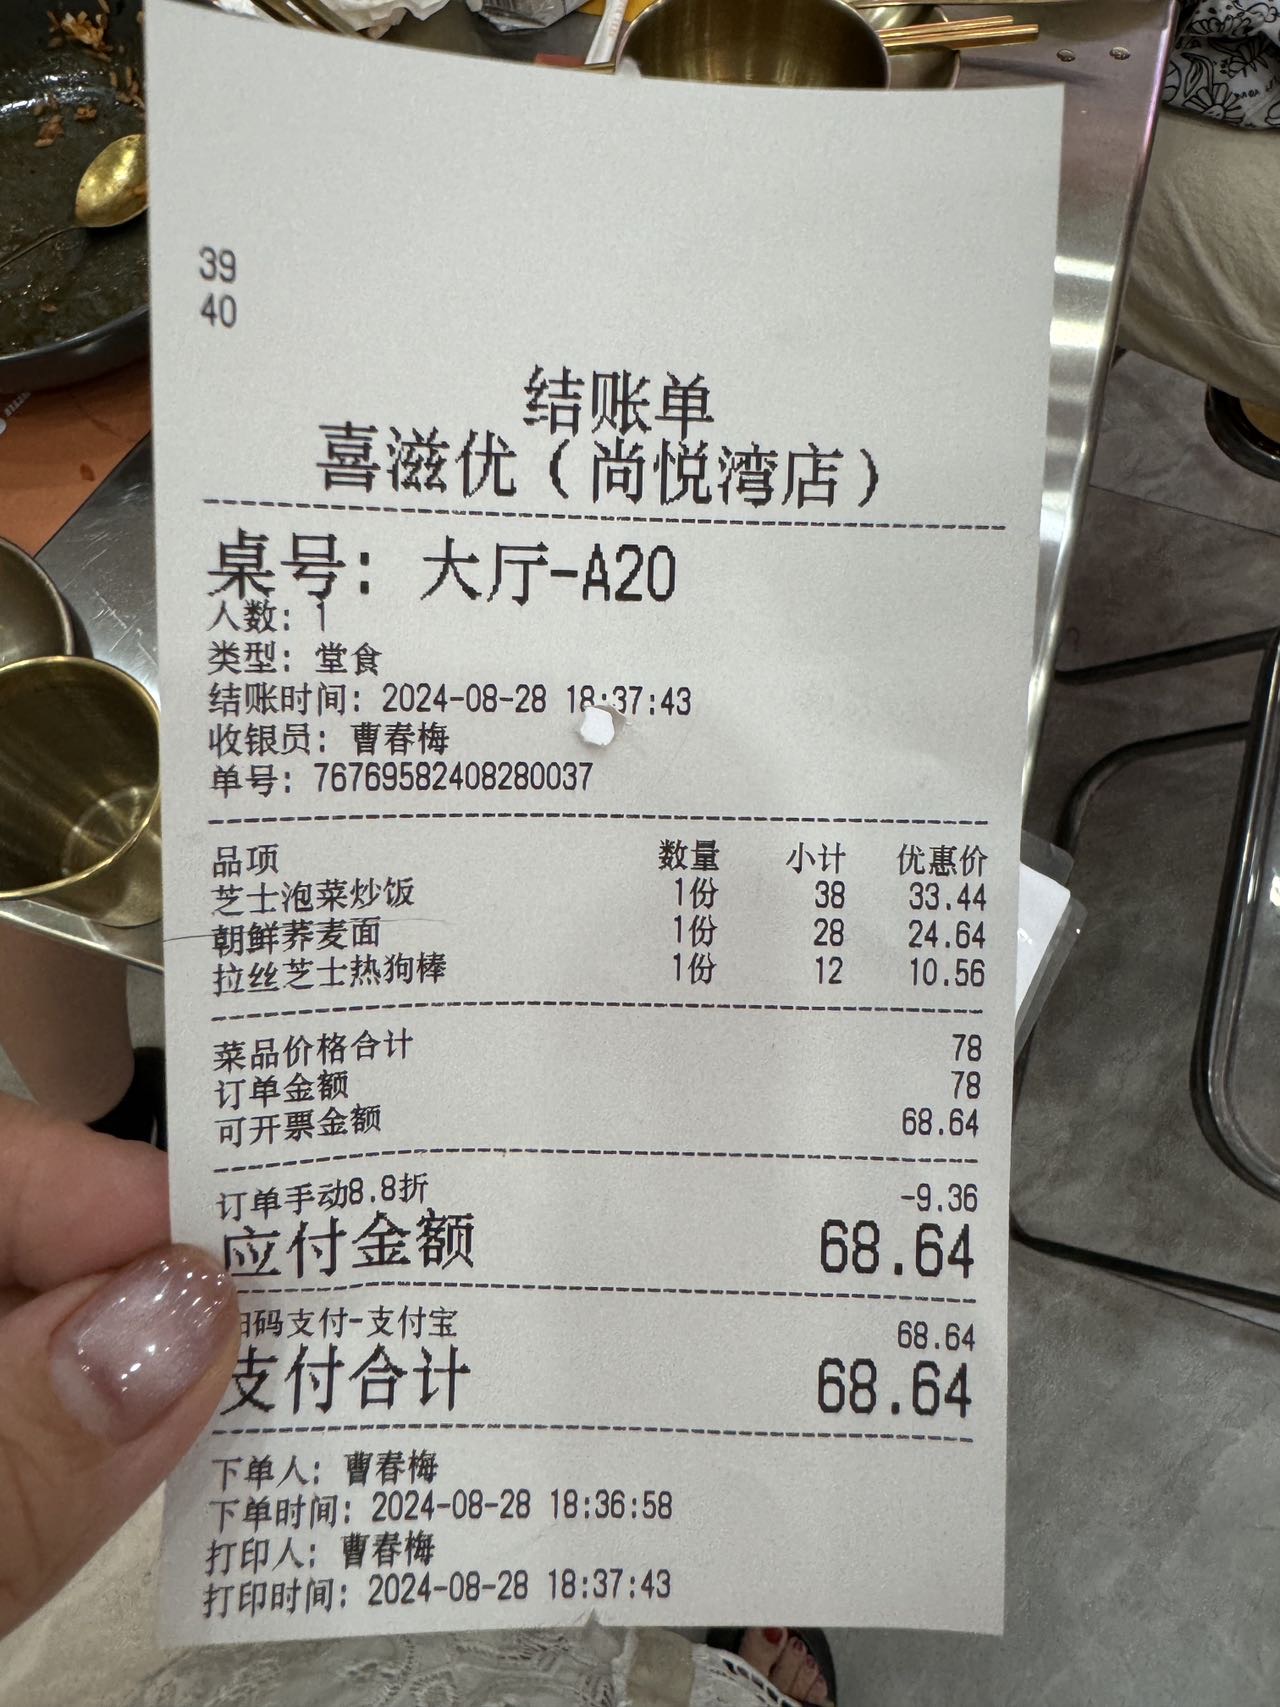 39
40
结账单
喜滋优（尚悦湾店）
桌号：大厅-A20
人数：1
类型：堂食
结账时间：2024-08-28 18:37:43
收银员：曹春梅
单号：76769582408280037
品项 数量 小计 优惠价
芝士泡菜炒饭 1份 38 33.44
朝鲜荞麦面 1份 28 24.64
拉丝芝士热狗棒 1份 12 10.56
菜品价格合计 78
订单金额 78
可开票金额 68.64
订单手动8.8折 -9.36
应付金额 68.64
扫码支付-支付宝 68.64
支付合计 68.64
下单人：曹春梅
下单时间：2024-08-28 18:36:58
打印人：曹春梅
打印时间：2024-08-28 18:37:43